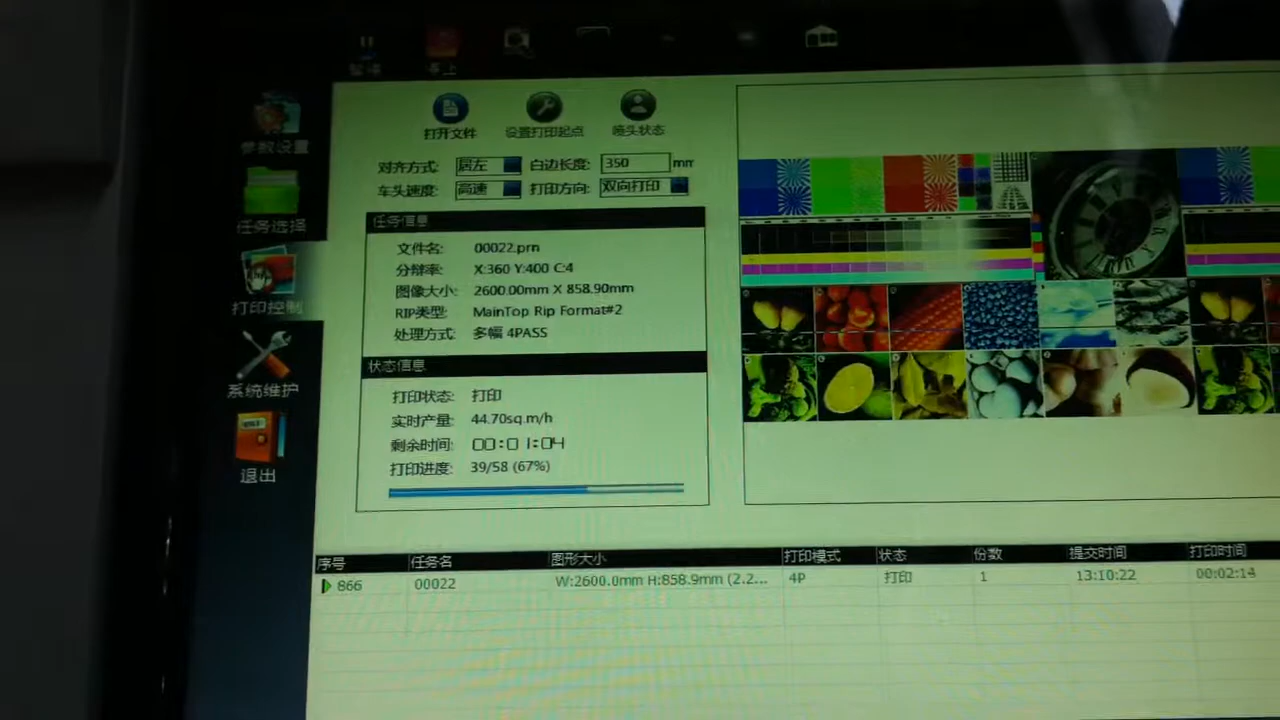 暂停
停止
参数设置
任务选择
打印控制
系统维护
退出
打开文件 设置打印起点 喷头状态
对齐方式: 居左 白边长度: 350 mm
车头速度: 高速 打印方向: 双向打印
任务信息
文件名: 00022.prn
分辩率: X:360 Y:400 C:4
图像大小: 2600.00mm X 858.90mm
RIP类型: MainTop Rip Format#2
处理方式: 多幅 4PASS
状态信息
打印状态: 打印
实时产量: 44.70sq.m/h
剩余时间: 00:01:04
打印进度: 39/58 (67%)
序号 任务名 图形大小 打印模式 状态 份数 提交时间 打印时间
866 00022 W:2600.0mm H:858.9mm (2.2... 4P 打印 1 13:10:22 00:02:14